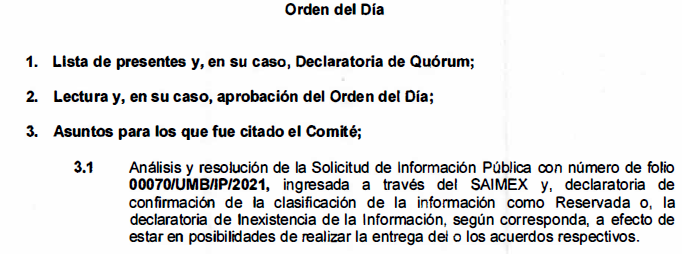 Orden del Día
1. Lista de presentes y, en su caso, Declaratoria de Quórum;
2. Lectura y, en su caso, aprobación del Orden del Día;
3. Asuntos para los que fue citado el Comité;
3.1 Análisis y resolución de la Solicitud de Información Pública con número de folio
00070/UMB/IP/2021, ingresada a través del SAIMEX y, declaratoria de
confirmación de la clasificación de la información como Reservada o, la
declaratoria de Inexistencia de la Información, según corresponda, a efecto de
estar en posibilidades de realizar la entrega del o los acuerdos respectivos.